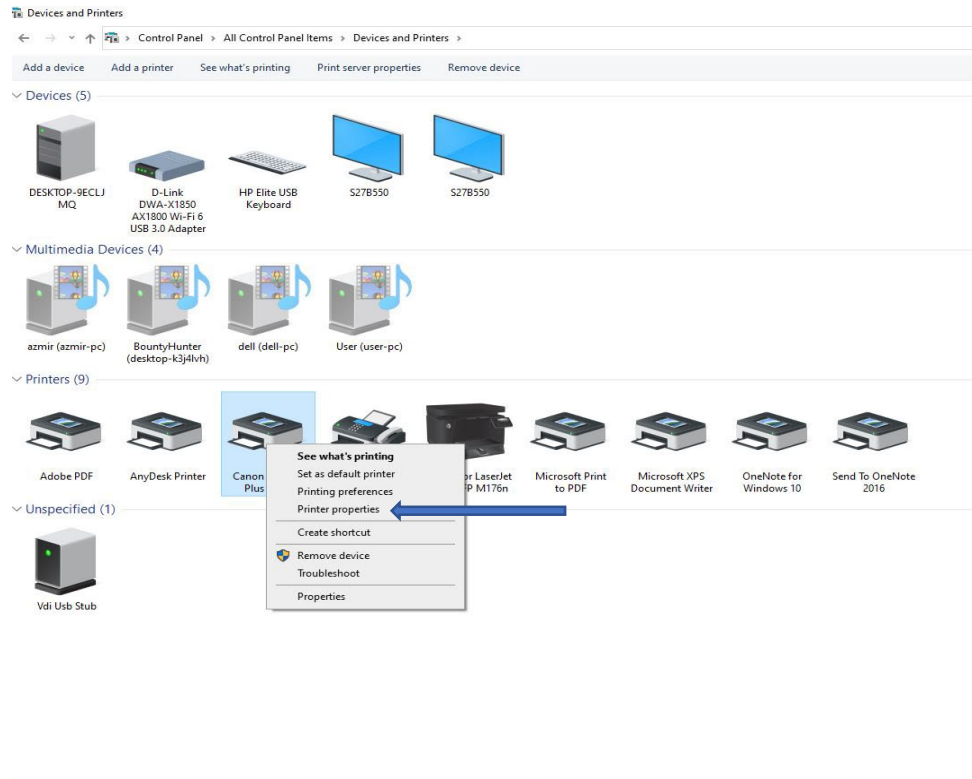 Devices and Printers
Control Panel > All Control Panel Items > Devices and Printers >
Add a device Add a printer See what's printing Print server properties Remove device
Devices (5)
DESKTOP-9ECLJ
MQ
D-Link
DWA-X1850
AX1800 Wi-Fi 6
USB 3.0 Adapter
HP Elite USB
Keyboard
S27B550
S27B550
Multimedia Devices (4)
azmir (azmir-pc)
BountyHunter
(desktop-k3j4lvh)
dell (dell-pc)
User (user-pc)
Printers (9)
Adobe PDF
AnyDesk Printer
Canon
Plus
See what's printing
Set as default printer
Printing preferences
Printer properties
Create shortcut
Remove device
Troubleshoot
Properties
or LaserJet
FP M176n
Microsoft Print
to PDF
Microsoft XPS
Document Writer
OneNote for
Windows 10
Send To OneNote
2016
Unspecified (1)
Vdi Usb Stub